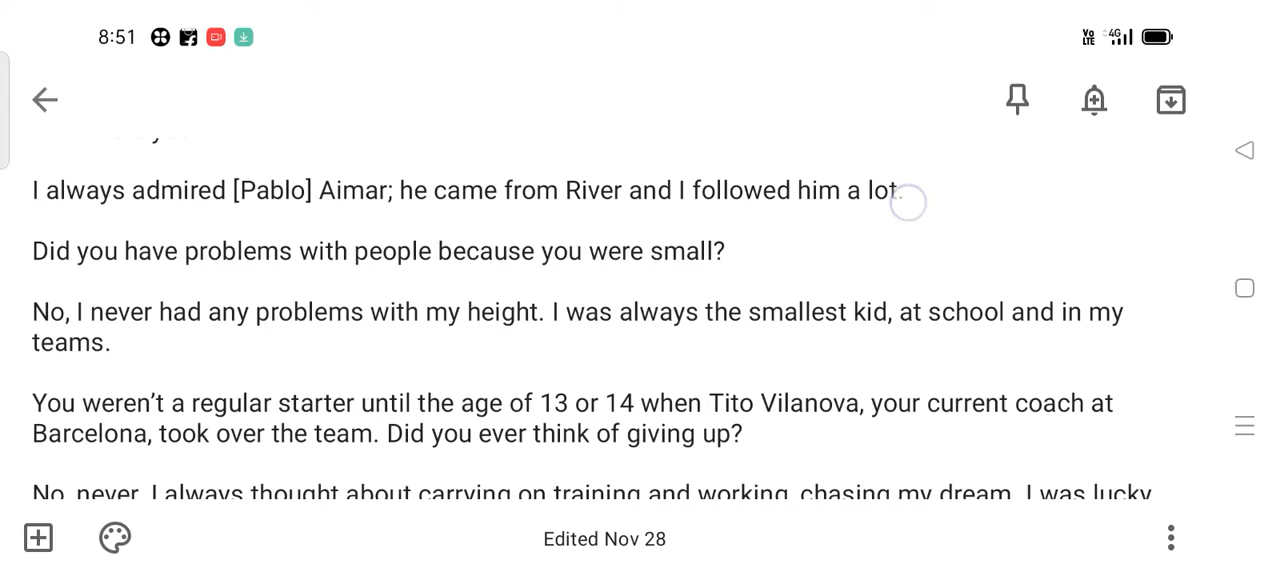 8:51
Vo
LTE
4G
I always admired [Pablo] Aimar; he came from River and I followed him a lot.
Did you have problems with people because you were small?
No, I never had any problems with my height. I was always the smallest kid, at school and in my
teams.
You weren't a regular starter until the age of 13 or 14 when Tito Vilanova, your current coach at
Barcelona, took over the team. Did you ever think of giving up?
No, never. I always thought about carrying on training and working, chasing my dream. I was lucky
Edited Nov 28